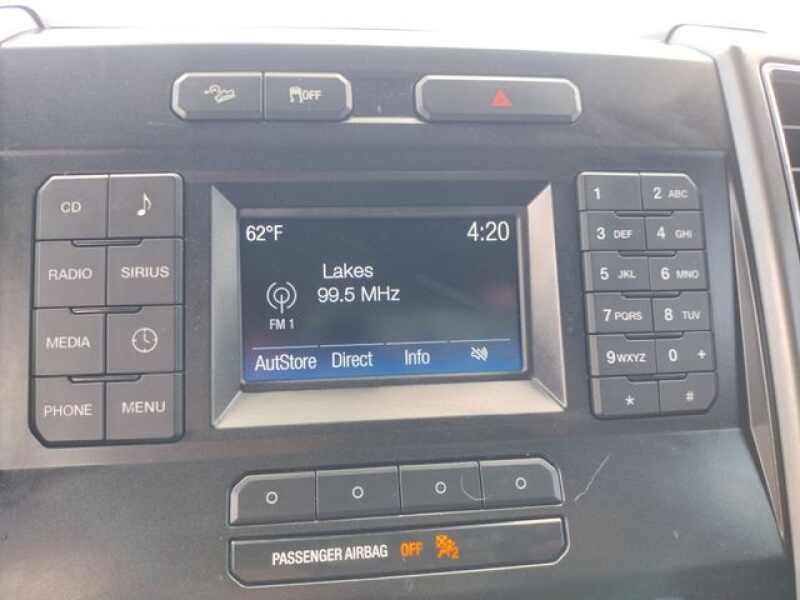 OFF
CD
RADIO SIRIUS
MEDIA
PHONE MENU
62°F 4:20
Lakes
99.5 MHz
FM 1
AutStore Direct Info
1 2 ABC
3 DEF 4 GHI
5 JKL 6 MNO
7 PQRS 8 TUV
9 WXYZ 0 +
* #
PASSENGER AIRBAG OFF 2